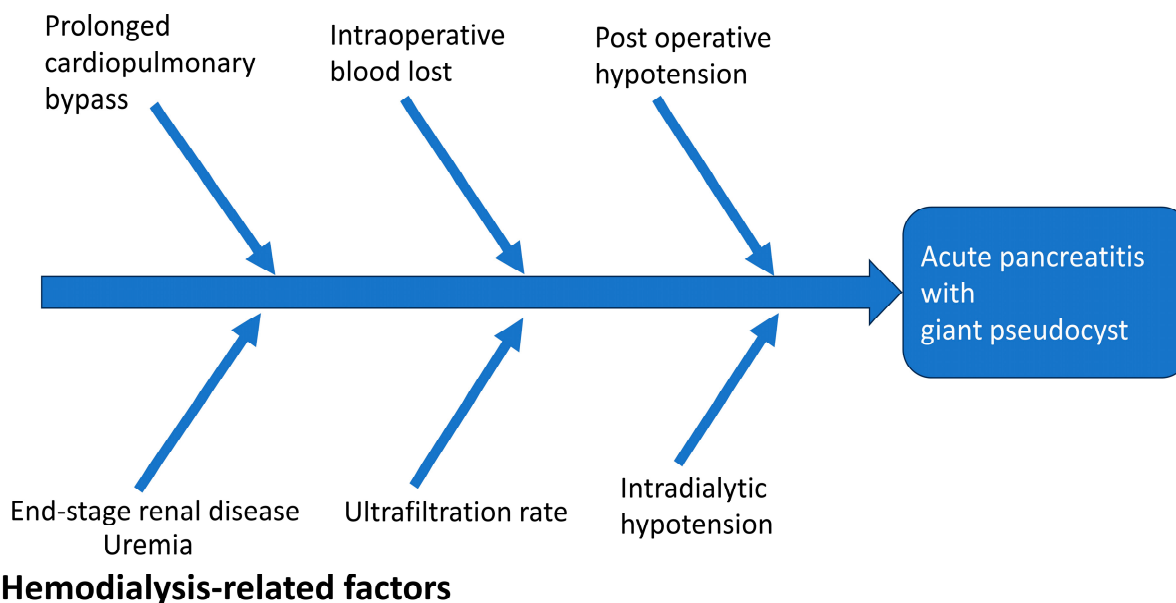 Prolonged
cardiopulmonary
bypass
Intraoperative
blood lost
Post operative
hypotension
Acute pancreatitis
with
giant pseudocyst
End-stage renal disease
Uremia
Ultrafiltration rate
Intradialytic
hypotension
Hemodialysis-related factors